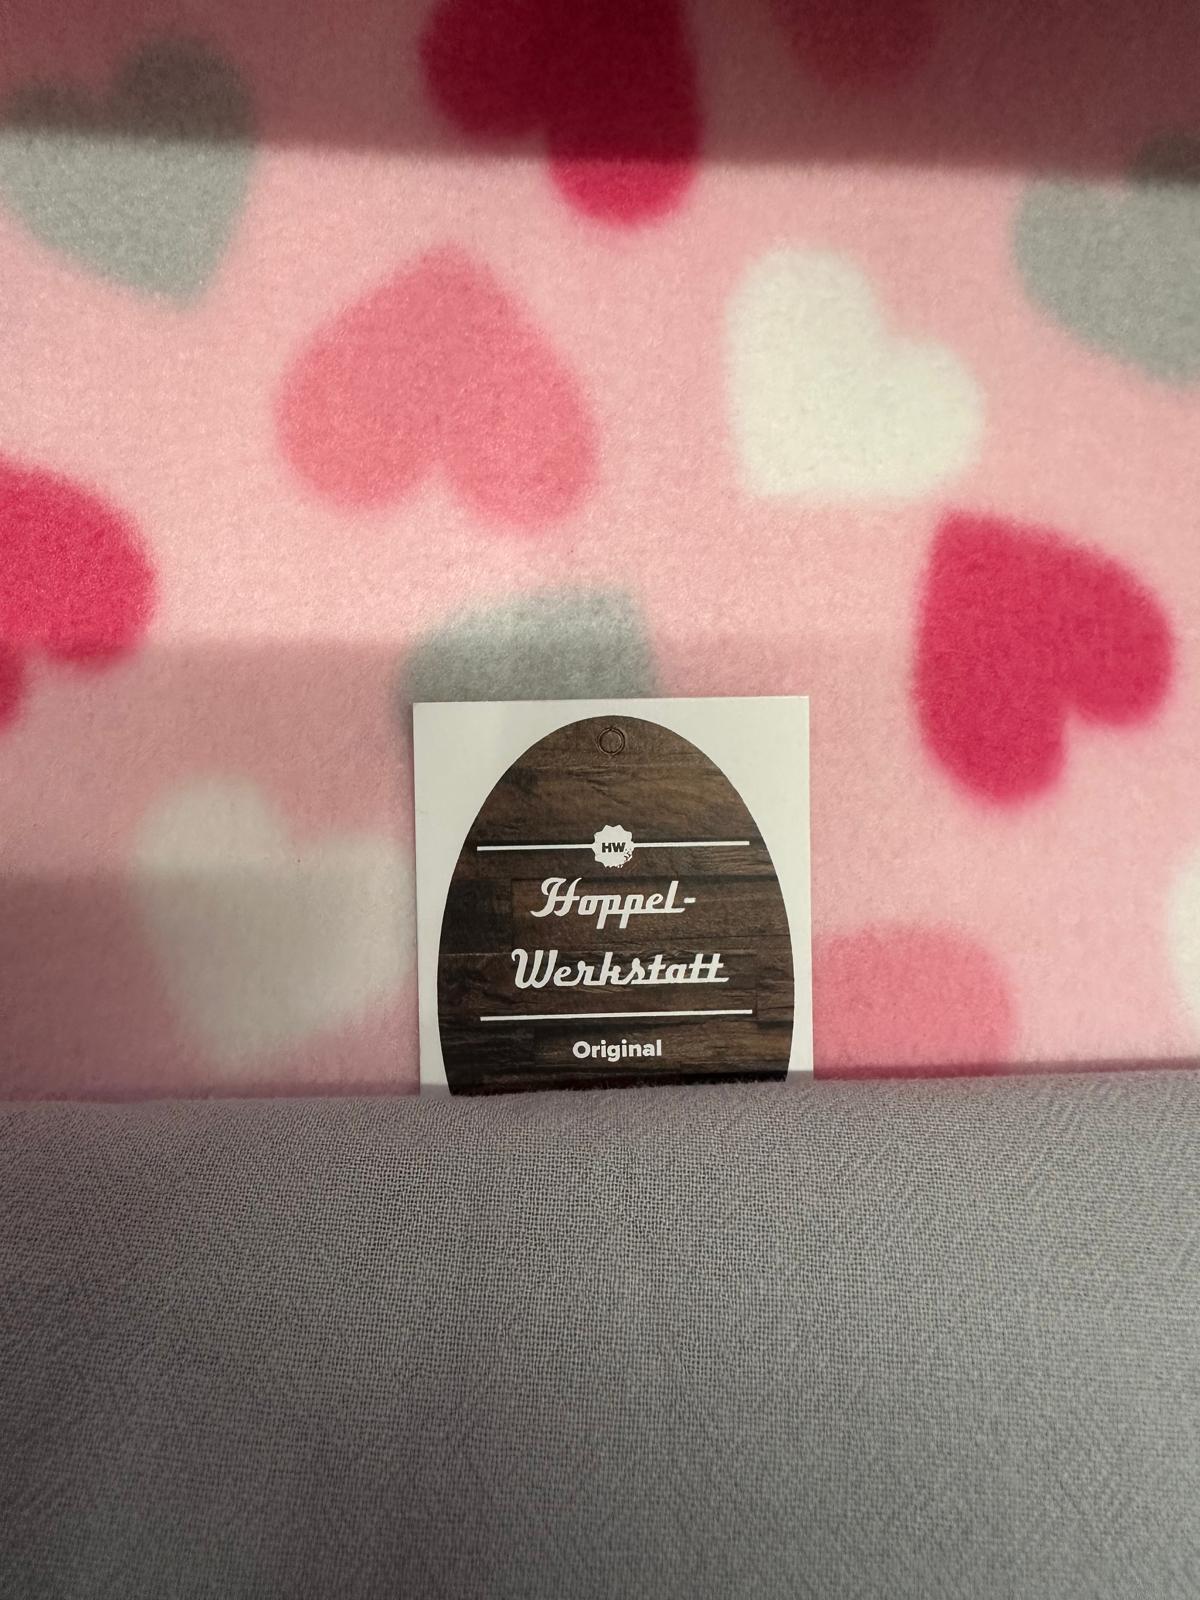 HW
Hoppel-
Werkstatt
Original